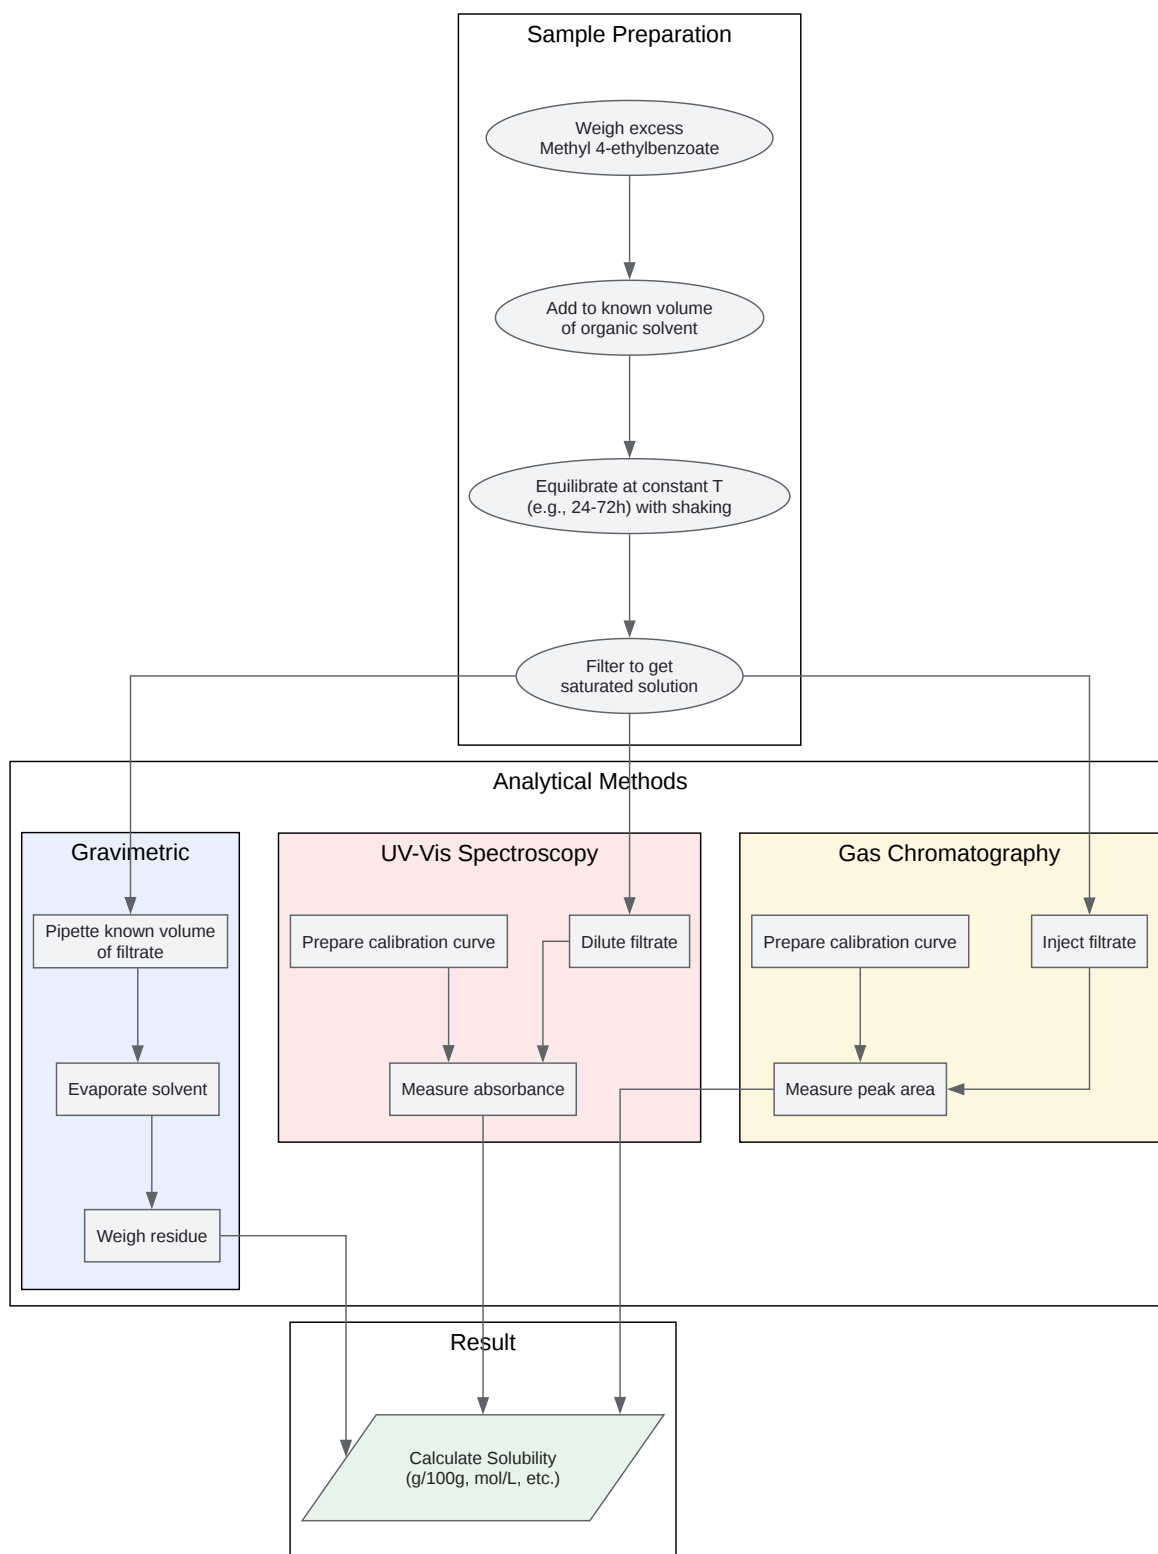 Sample Preparation
Weigh excess
Methyl 4-ethylbenzoate
Add to known volume
of organic solvent
Equilibrate at constant T
(e.g., 24-72h) with shaking
Filter to get
saturated solution
Analytical Methods
Gravimetric
Pipette known volume
of filtrate
Evaporate solvent
Weigh residue
UV-Vis Spectroscopy
Prepare calibration curve
Dilute filtrate
Measure absorbance
Gas Chromatography
Prepare calibration curve
Inject filtrate
Measure peak area
Result
Calculate Solubility
(g/100g, mol/L, etc.)